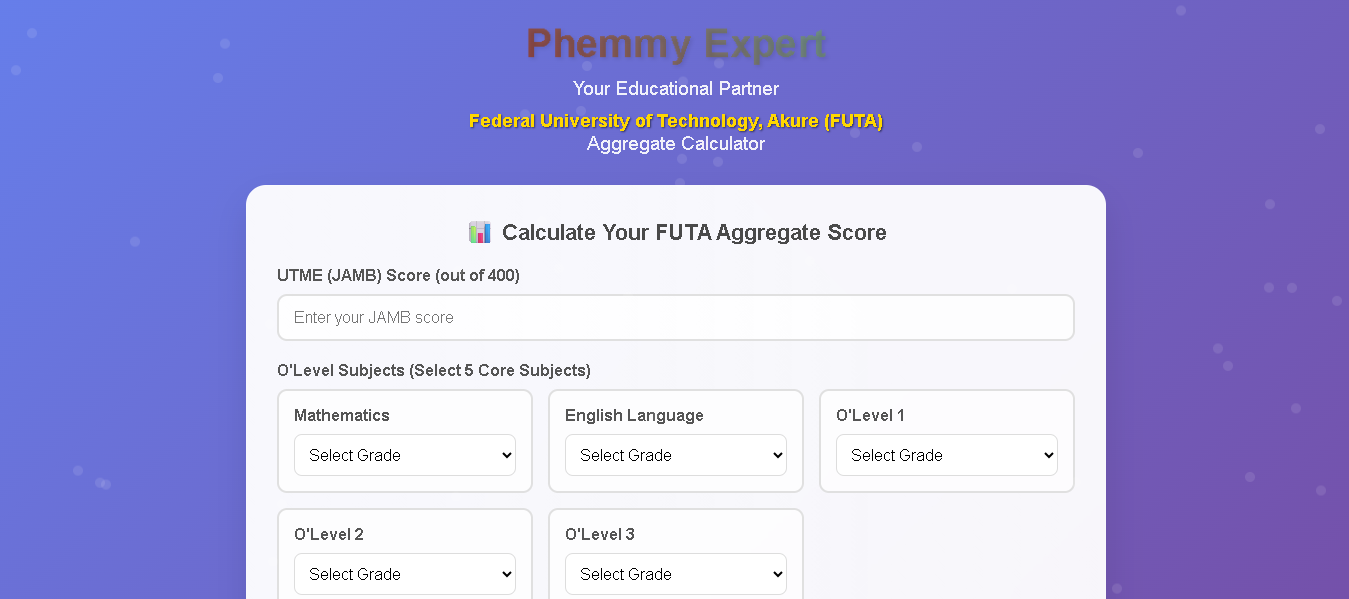 Phemmy Expert
Your Educational Partner
Federal University of Technology, Akure (FUTA)
Aggregate Calculator
Calculate Your FUTA Aggregate Score
UTME (JAMB) Score (out of 400)
Enter your JAMB score
O'Level Subjects (Select 5 Core Subjects)
Mathematics
Select Grade
English Language
Select Grade
O'Level 1
Select Grade
O'Level 2
Select Grade
O'Level 3
Select Grade